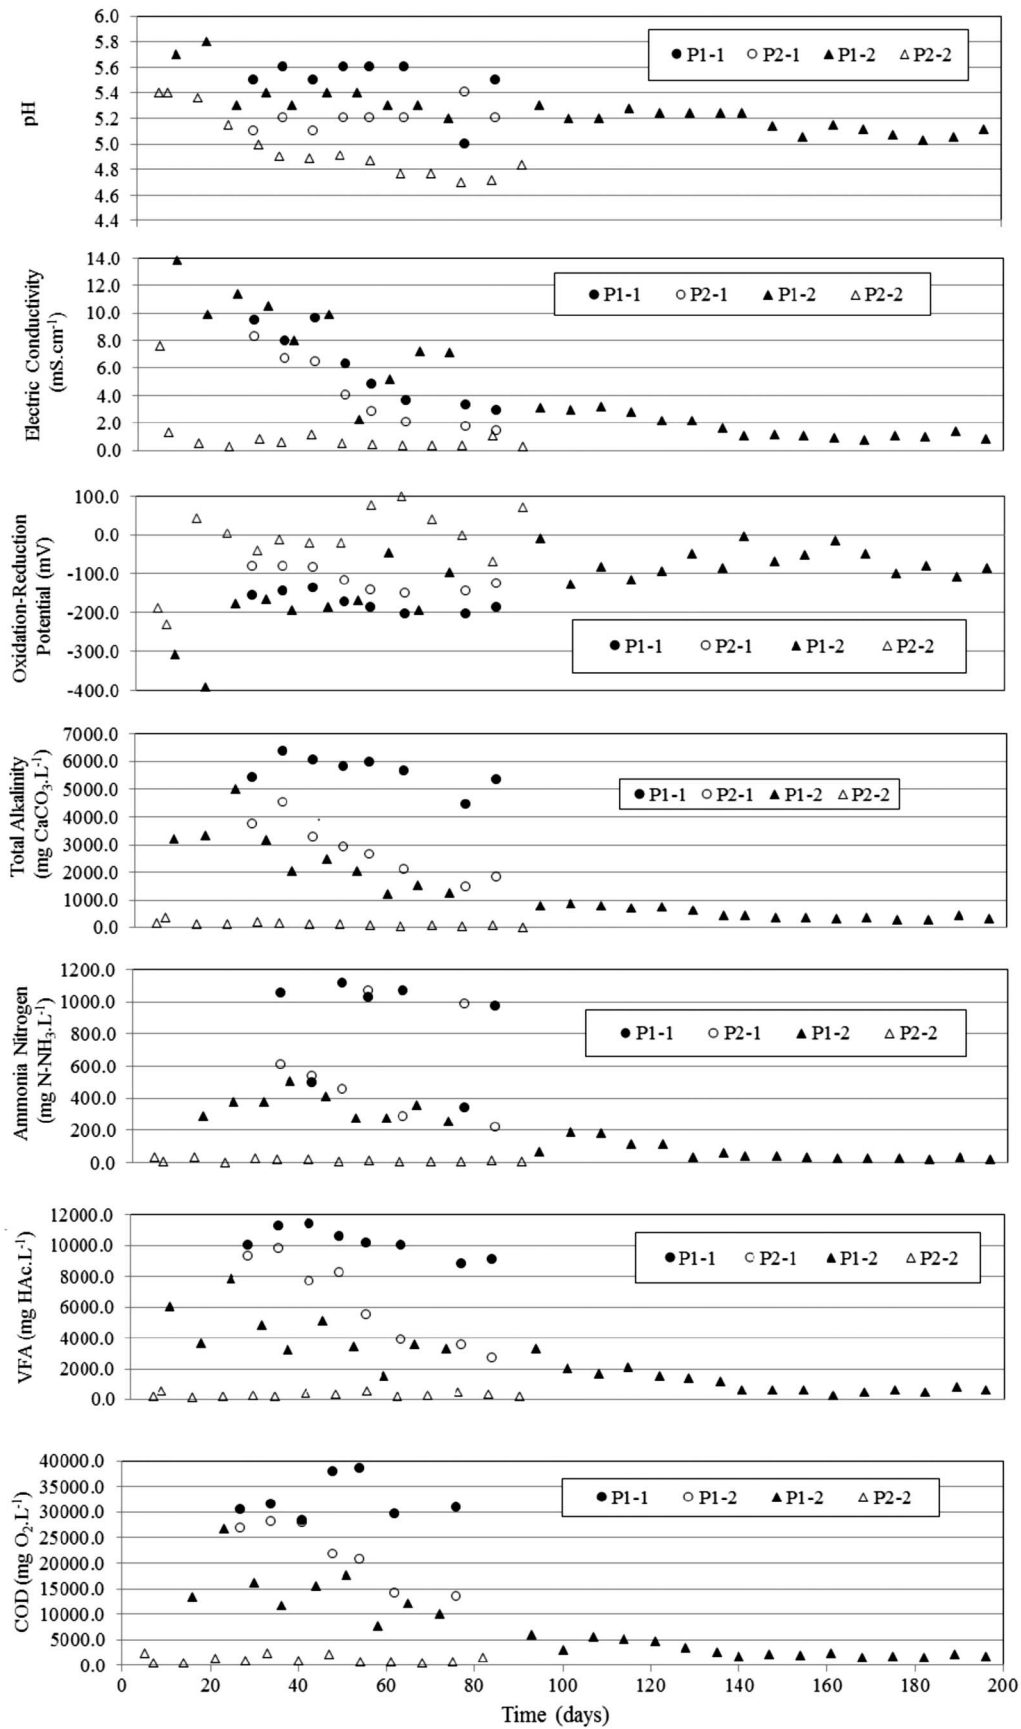 6.0
5.8
5.6
5.4
5.2
5.0
4.8
4.6
4.4
pH
P1-1 P2-1 P1-2 P2-2
14.0
12.0
10.0
8.0
6.0
4.0
2.0
0.0
Electric Conductivity
(mS.cm⁻¹)
P1-1 P2-1 P1-2 P2-2
100.0
0.0
-100.0
-200.0
-300.0
-400.0
Oxidation-Reduction
Potential (mV)
P1-1 P2-1 P1-2 P2-2
7000.0
6000.0
5000.0
4000.0
3000.0
2000.0
1000.0
0.0
Total Alkalinity
(mg CaCO₃.L⁻¹)
P1-1 P2-1 P1-2 P2-2
1200.0
1000.0
800.0
600.0
400.0
200.0
0.0
Ammonia Nitrogen
(mg N-NH₃.L⁻¹)
P1-1 P2-1 P1-2 P2-2
12000.0
10000.0
8000.0
6000.0
4000.0
2000.0
0.0
VFA (mg HAc.L⁻¹)
P1-1 P2-1 P1-2 P2-2
40000.0
35000.0
30000.0
25000.0
20000.0
15000.0
10000.0
5000.0
0.0
COD (mg O₂.L⁻¹)
P1-1 P1-2 P1-2 P2-2
0 20 40 60 80 100 120 140 160 180 200
Time (days)